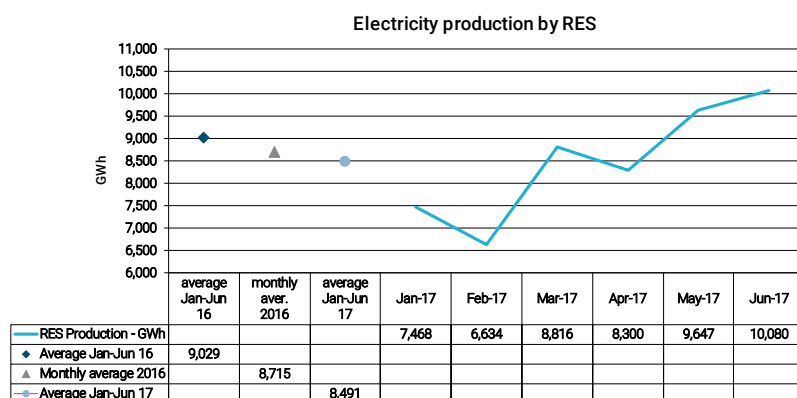 Electricity production by RES
11,000
10,500
10,000
9,500
9,000
8,500
8,000
7,500
7,000
6,500
6,000
GWh
average Jan-Jun 16
monthly aver. 2016
average Jan-Jun 17
Jan-17 Feb-17 Mar-17 Apr-17 May-17 Jun-17
RES Production - GWh 7,468 6,634 8,816 8,300 9,647 10,080
Average Jan-Jun 16 9,029
Monthly average 2016 8,715
Average Jan-Jun 17 8,491